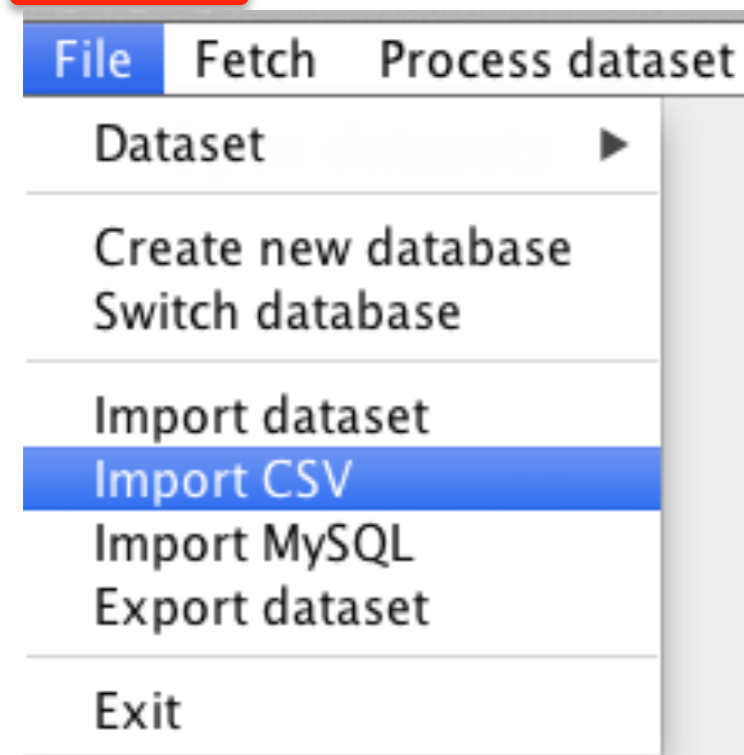 File Fetch Process dataset
Dataset
Create new database
Switch database
Import dataset
Import CSV
Import MySQL
Export dataset
Exit